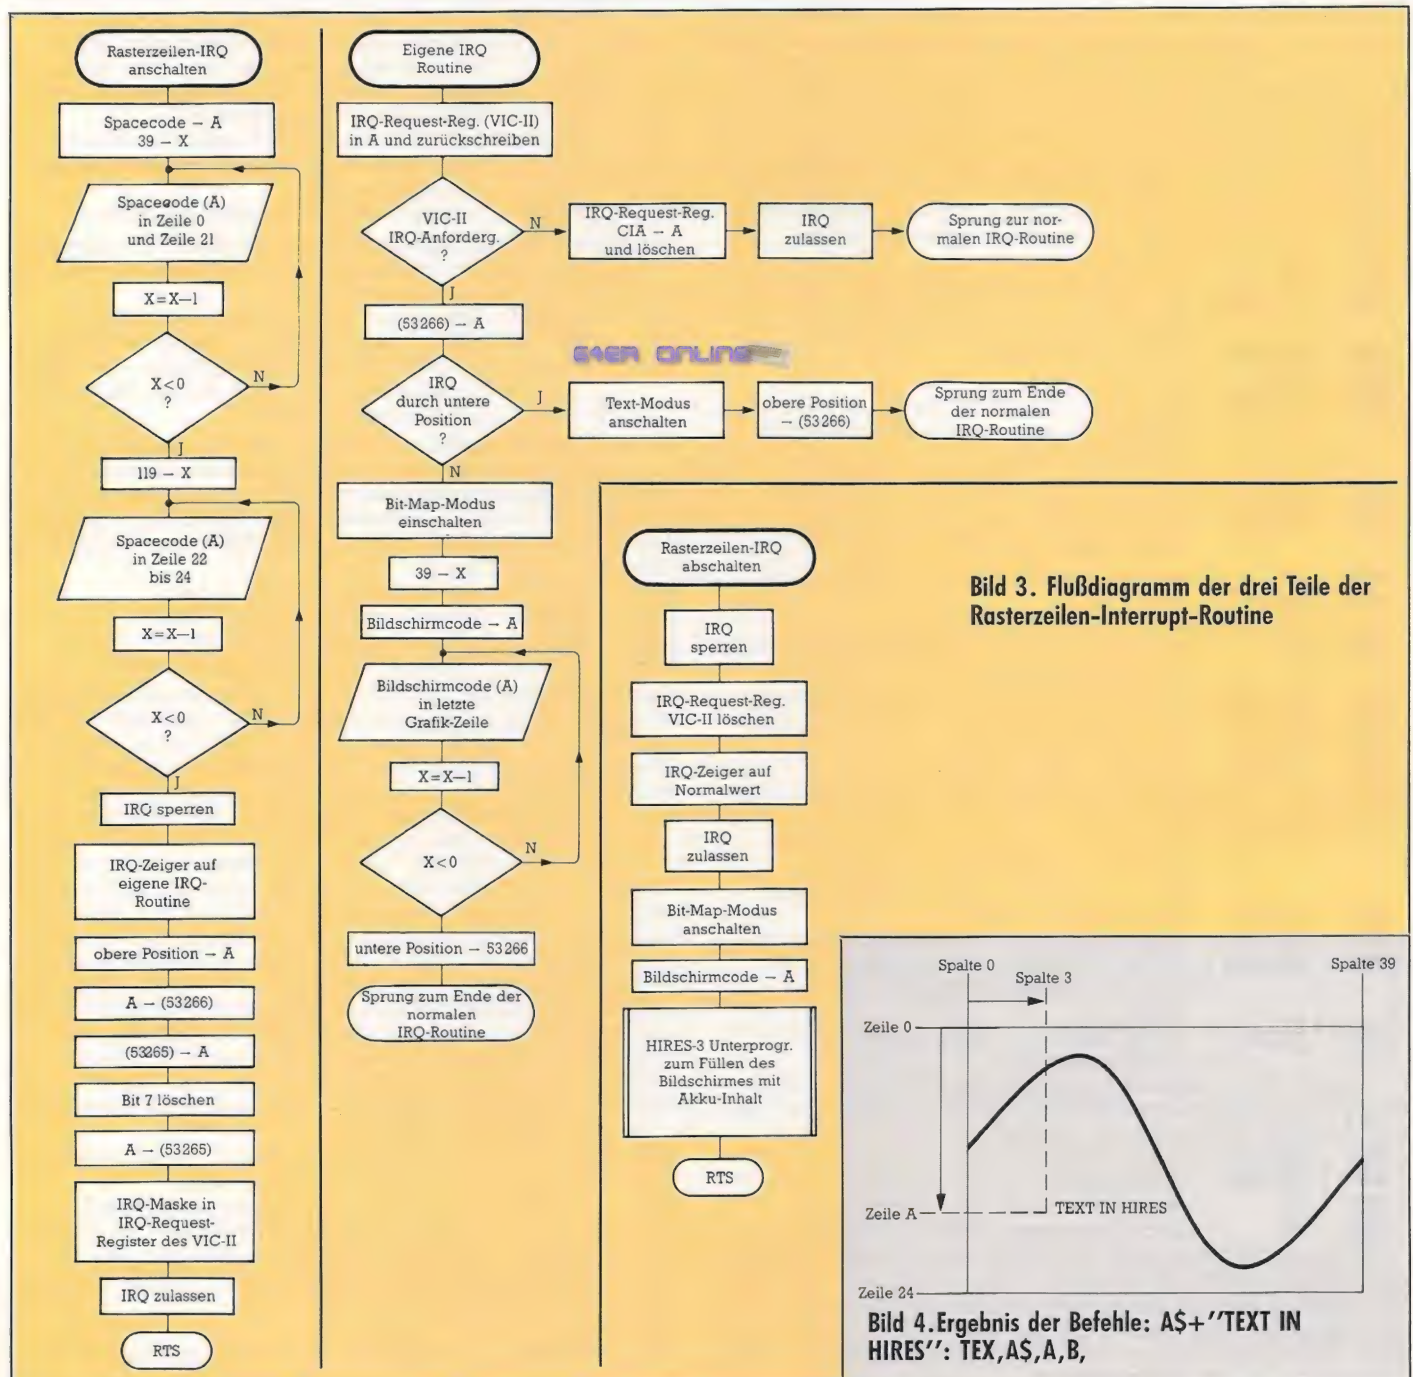 Rasterzeilen-IRQ
anschalten
Spacecode – A
39 – X
Spacecode (A)
in Zeile 0
und Zeile 21
X=X–1
X<0
?
N
J
119 – X
Spacecode (A)
in Zeile 22
bis 24
X=X–1
X<0
?
N
J
IRQ sperren
IRQ-Zeiger auf
eigene IRQ-
Routine
obere Position – A
A – (53266)
(53265) – A
Bit 7 löschen
A – (53265)
IRQ-Maske in
IRQ-Request-
Register des VIC-II
IRQ zulassen
RTS
Eigene IRQ
Routine
IRQ-Request-Reg. (VIC-II)
in A und zurückschreiben
VIC-II
IRQ-Anforderg.
?
N
IRQ-Request-Reg.
CIA – A
und löschen
IRQ
zulassen
Sprung zur nor-
malen IRQ-Routine
J
(53266) – A
64ER ONLINE
IRQ
durch untere
Position
?
J
Text-Modus
anschalten
obere Position
– (53266)
Sprung zum Ende
der normalen
IRQ-Routine
N
Bit-Map-Modus
einschalten
39 – X
Bildschirmcode – A
Bildschirmcode (A)
in letzte
Grafik-Zeile
X=X–1
X<0
N
untere Position – 53266
Sprung zum Ende der
normalen
IRQ-Routine
Rasterzeilen-IRQ
abschalten
IRQ
sperren
IRQ-Request-Reg.
VIC-II löschen
IRQ-Zeiger auf
Normalwert
IRQ
zulassen
Bit-Map-Modus
anschalten
Bildschirmcode – A
HIRES-3 Unterprogr.
zum Füllen des
Bildschirmes mit
Akku-Inhalt
RTS
Bild 3. Flußdiagramm der drei Teile der
Rasterzeilen-Interrupt-Routine
Spalte 0
Spalte 3
Spalte 39
Zeile 0
Zeile A
TEXT IN HIRES
Zeile 24
Bild 4.Ergebnis der Befehle: A$+''TEXT IN
HIRES'': TEX,A$,A,B,